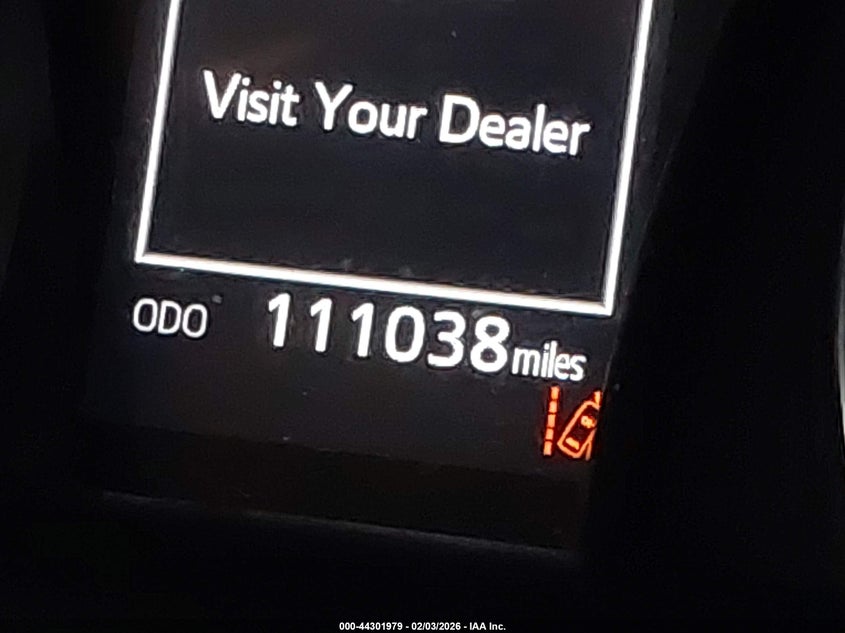 Visit Your Dealer
ODO 111038 miles
000-44301979 - 02/03/2026 - IAA Inc.